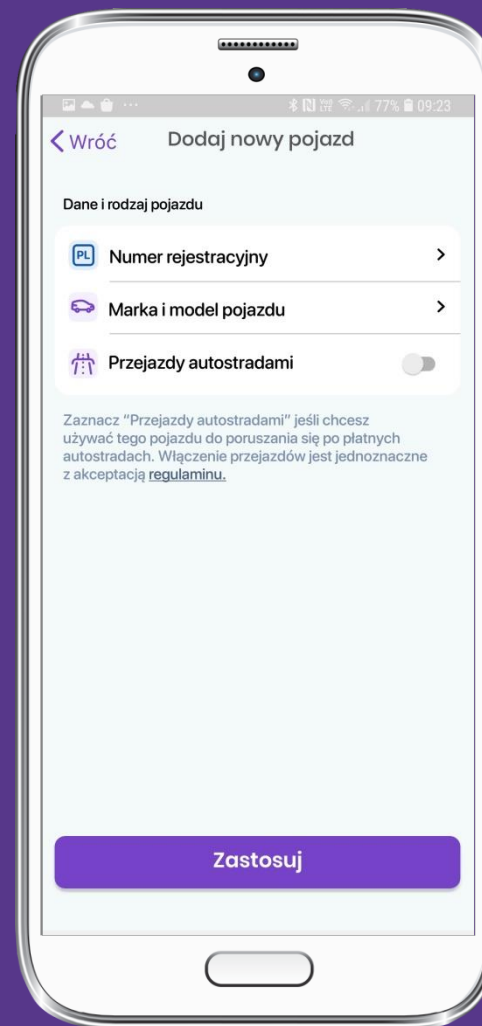 77% 09:23
Wróć Dodaj nowy pojazd
Dane i rodzaj pojazdu
PL Numer rejestracyjny
Marka i model pojazdu
Przejazdy autostradami
Zaznacz “Przejazdy autostradami” jeśli chcesz
używać tego pojazdu do poruszania się po płatnych
autostradach. Włączenie przejazdów jest jednoznaczne
z akceptacją regulaminu.
Zastosuj